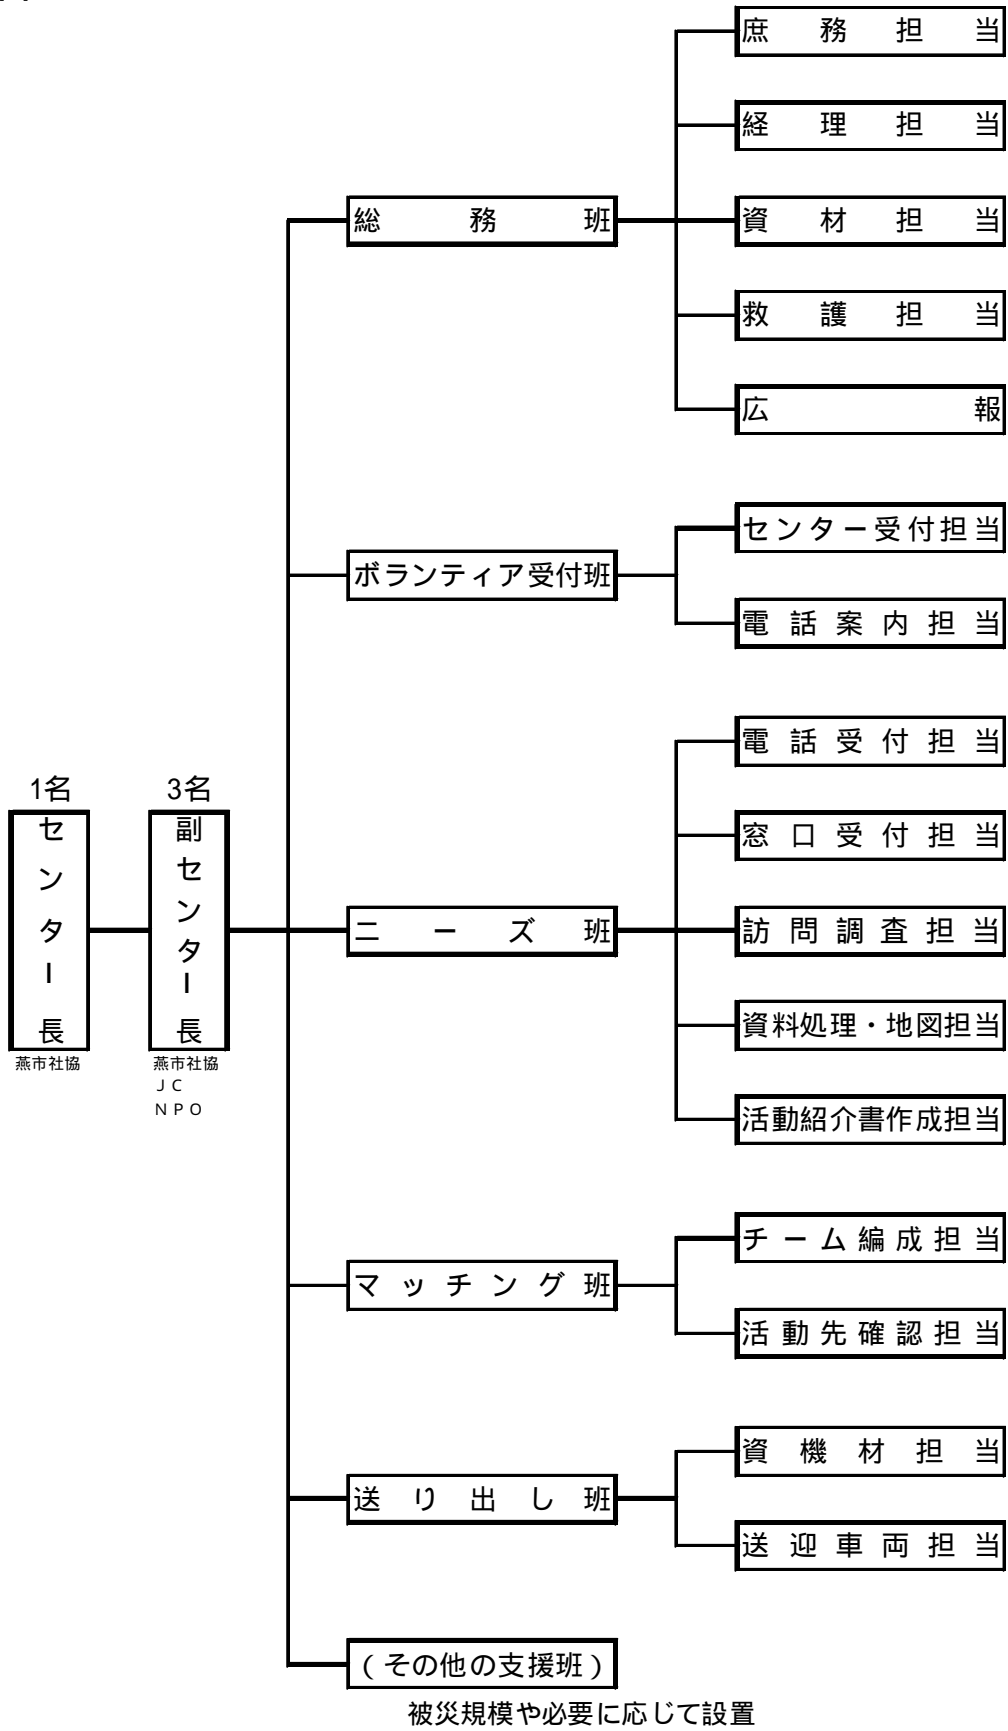 1名
センター長
燕市社協
3名
副センター長
燕市社協
ＪＣ
ＮＰＯ
総務班
庶務担当
経理担当
資材担当
救護担当
広報
ボランティア受付班
センター受付担当
電話案内担当
ニーズ班
電話受付担当
窓口受付担当
訪問調査担当
資料処理・地図担当
活動紹介書作成担当
マッチング班
チーム編成担当
活動先確認担当
送り出し班
資機材担当
送迎車両担当
（その他の支援班）
被災規模や必要に応じて設置